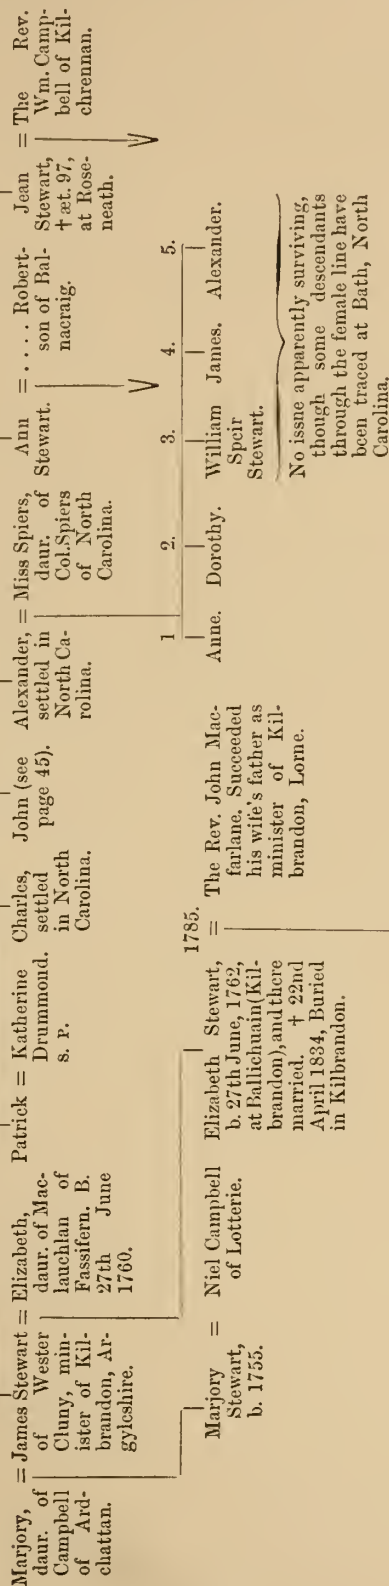 Marjory,
daur. of
Campbell
of Ard-
chattan.
= James Stewart
of Wester
Cluny, min-
ister of Kil-
brandon, Ar-
gyleshire.
= Elizabeth,
daur. of Mac-
lauchlan of
Fassifern. B.
27th June
1760.
Patrick = Katherine
Drummond.
s. p.
Charles,
settled
in North
Carolina.
John (see
page 45).
Alexander,
settled in
North Ca-
rolina.
= Miss Spiers,
daur. of
Col. Spiers
of North
Carolina.
Ann
Stewart.
= .... Robert-
son of Bal-
nacraig.
Jean
Stewart,
† æt. 97,
at Rose-
neath.
= The Rev.
Wm. Camp-
bell of Kil-
chrennan.
1 2. 3. 4. 5.
Anne. Dorothy. William James. Alexander.
Speir
Stewart.
No issue apparently surviving,
though some descendants
through the female line have
been traced at Bath, North
Carolina.
Marjory
Stewart,
b. 1755.
=
Niel Campbell
of Lotterie.
Elizabeth Stewart,
b. 27th June, 1762,
at Ballichuain (Kil-
brandon), and there
married. † 22nd
April 1834, Buried
in Kilbrandon.
1785.
=
The Rev. John Mac-
farlane. Succeeded
his wife's father as
minister of Kil-
brandon, Lorne.